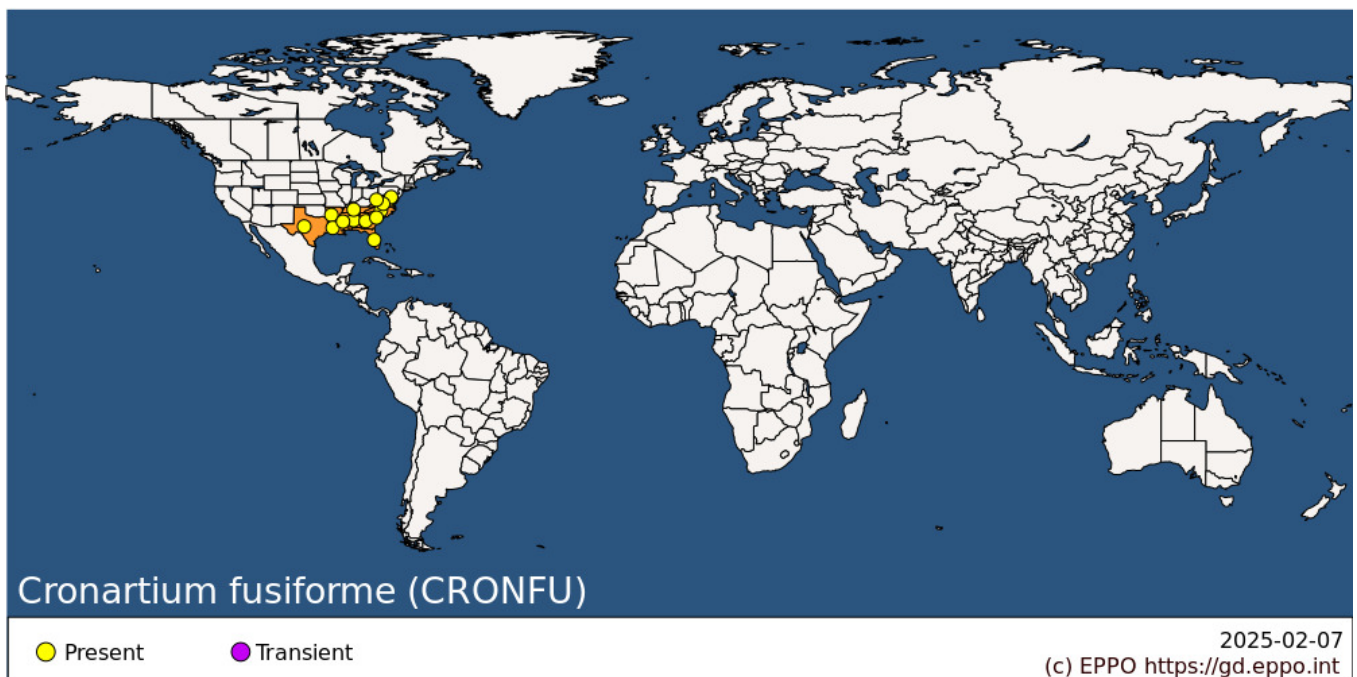 Cronartium fusiforme (CRONFU)
Present
Transient
2025-02-07
(c) EPPO https://gd.eppo.int